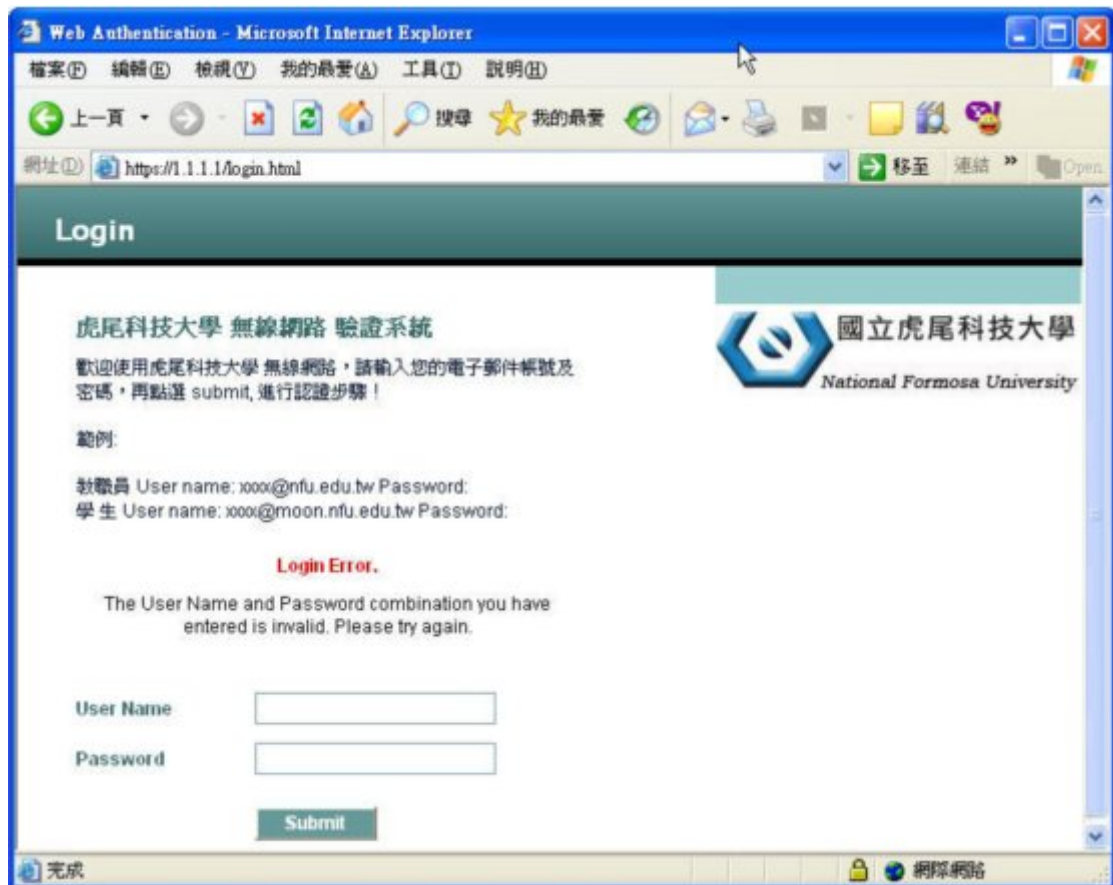 Web Authentication - Microsoft Internet Explorer
檔案(F) 編輯(E) 檢視(V) 我的最愛(A) 工具(I) 說明(H)
上一頁 搜尋 我的最愛
網址(D) https://1.1.1.1/login.html 移至 連結 » Open
Login
虎尾科技大學 無線網路 驗證系統
歡迎使用虎尾科技大學 無線網路，請輸入您的電子郵件帳號及
密碼，再點選 submit, 進行認證步驟！
範例:
教職員 User name: xxxx@nfu.edu.tw Password:
學 生 User name: xxxx@moon.nfu.edu.tw Password:
國立虎尾科技大學
National Formosa University
Login Error.
The User Name and Password combination you have
entered is invalid. Please try again.
User Name
Password
Submit
完成 網際網路